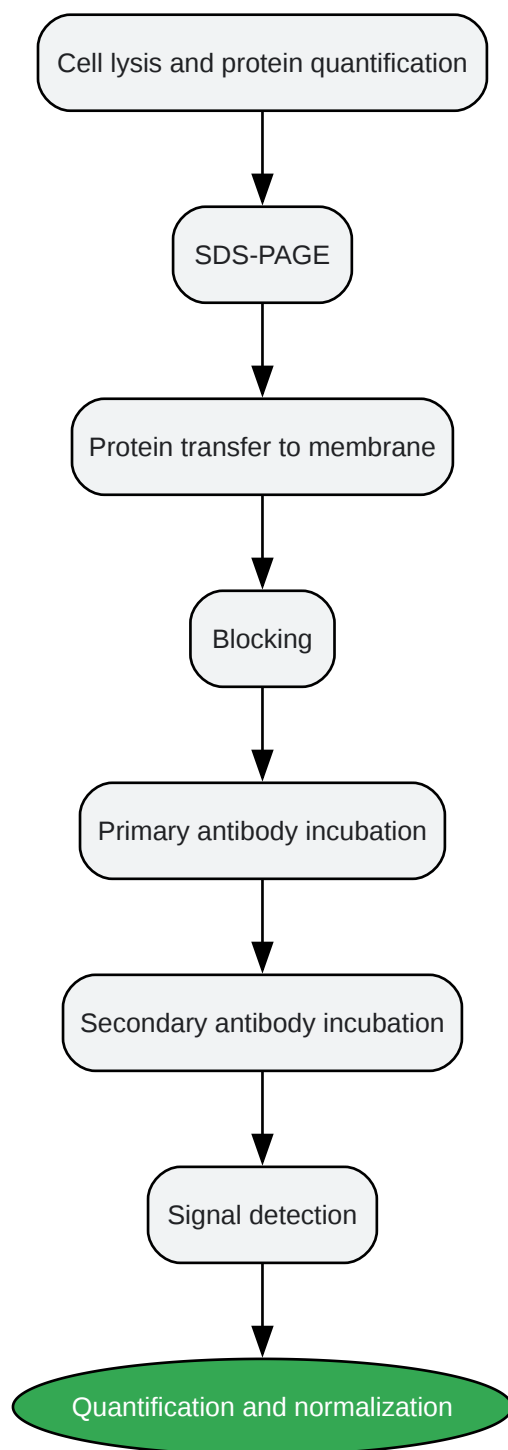 Cell lysis and protein quantification
SDS-PAGE
Protein transfer to membrane
Blocking
Primary antibody incubation
Secondary antibody incubation
Signal detection
Quantification and normalization